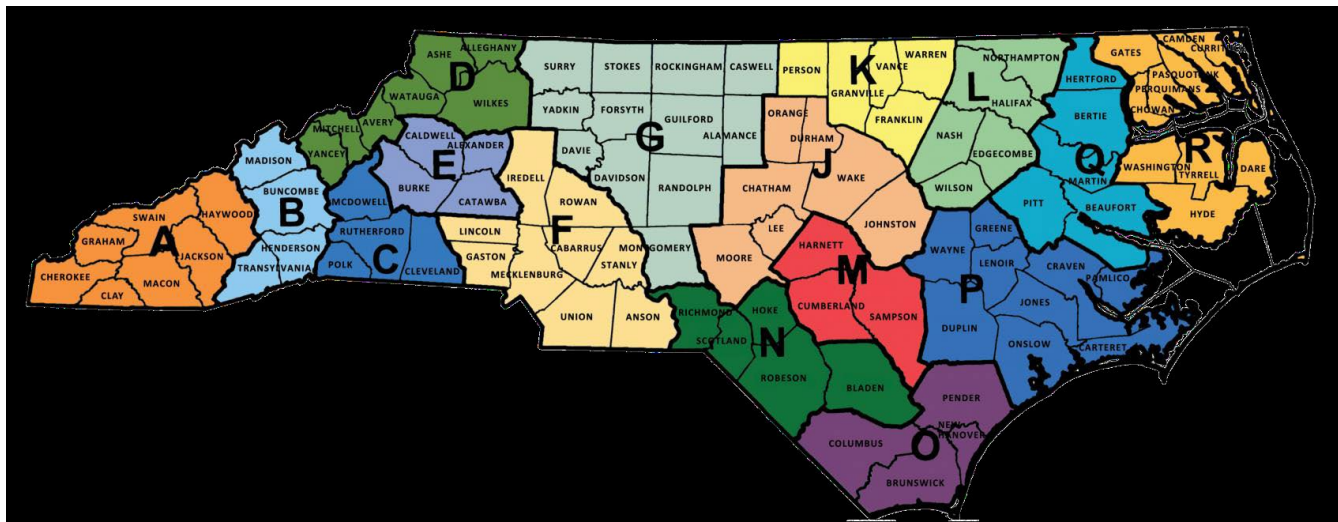 ASHE
ALLEGHANY
D
WATAUGA
WILKES
MITCHELL
AVERY
YANCEY
SURRY
STOKES
ROCKINGHAM
CASWELL
YADKIN
FORSYTH
GUILFORD
G
ALAMANCE
DAVIE
DAVIDSON
RANDOLPH
MONTGOMERY
PERSON
K
GRANVILLE
VANCE
WARREN
FRANKLIN
NORTHAMPTON
L
HALIFAX
NASH
EDGECOMBE
WILSON
HERTFORD
BERTIE
Q
MARTIN
PITT
BEAUFORT
GATES
CAMDEN
PASQUOTANK
PERQUIMANS
CHOWAN
WASHINGTON
R
TYRRELL
DARE
HYDE
MADISON
BUNCOMBE
B
HENDERSON
TRANSYLVANIA
CALDWELL
ALEXANDER
E
BURKE
CATAWBA
MCDOWELL
RUTHERFORD
C
POLK
CLEVELAND
SWAIN
HAYWOOD
GRAHAM
A
JACKSON
CHEROKEE
MACON
CLAY
IREDELL
ROWAN
LINCOLN
F
CABARRUS
GASTON
MECKLENBURG
STANLY
UNION
ANSON
ORANGE
DURHAM
J
WAKE
CHATHAM
LEE
JOHNSTON
MOORE
HARNETT
M
CUMBERLAND
SAMPSON
RICHMOND
HOKE
SCOTLAND
N
ROBESON
BLADEN
WAYNE
GREENE
LENOIR
CRAVEN
PAMLICO
P
JONES
DUPLIN
ONSLOW
CARTERET
PENDER
NEW
HANOVER
COLUMBUS
O
BRUNSWICK